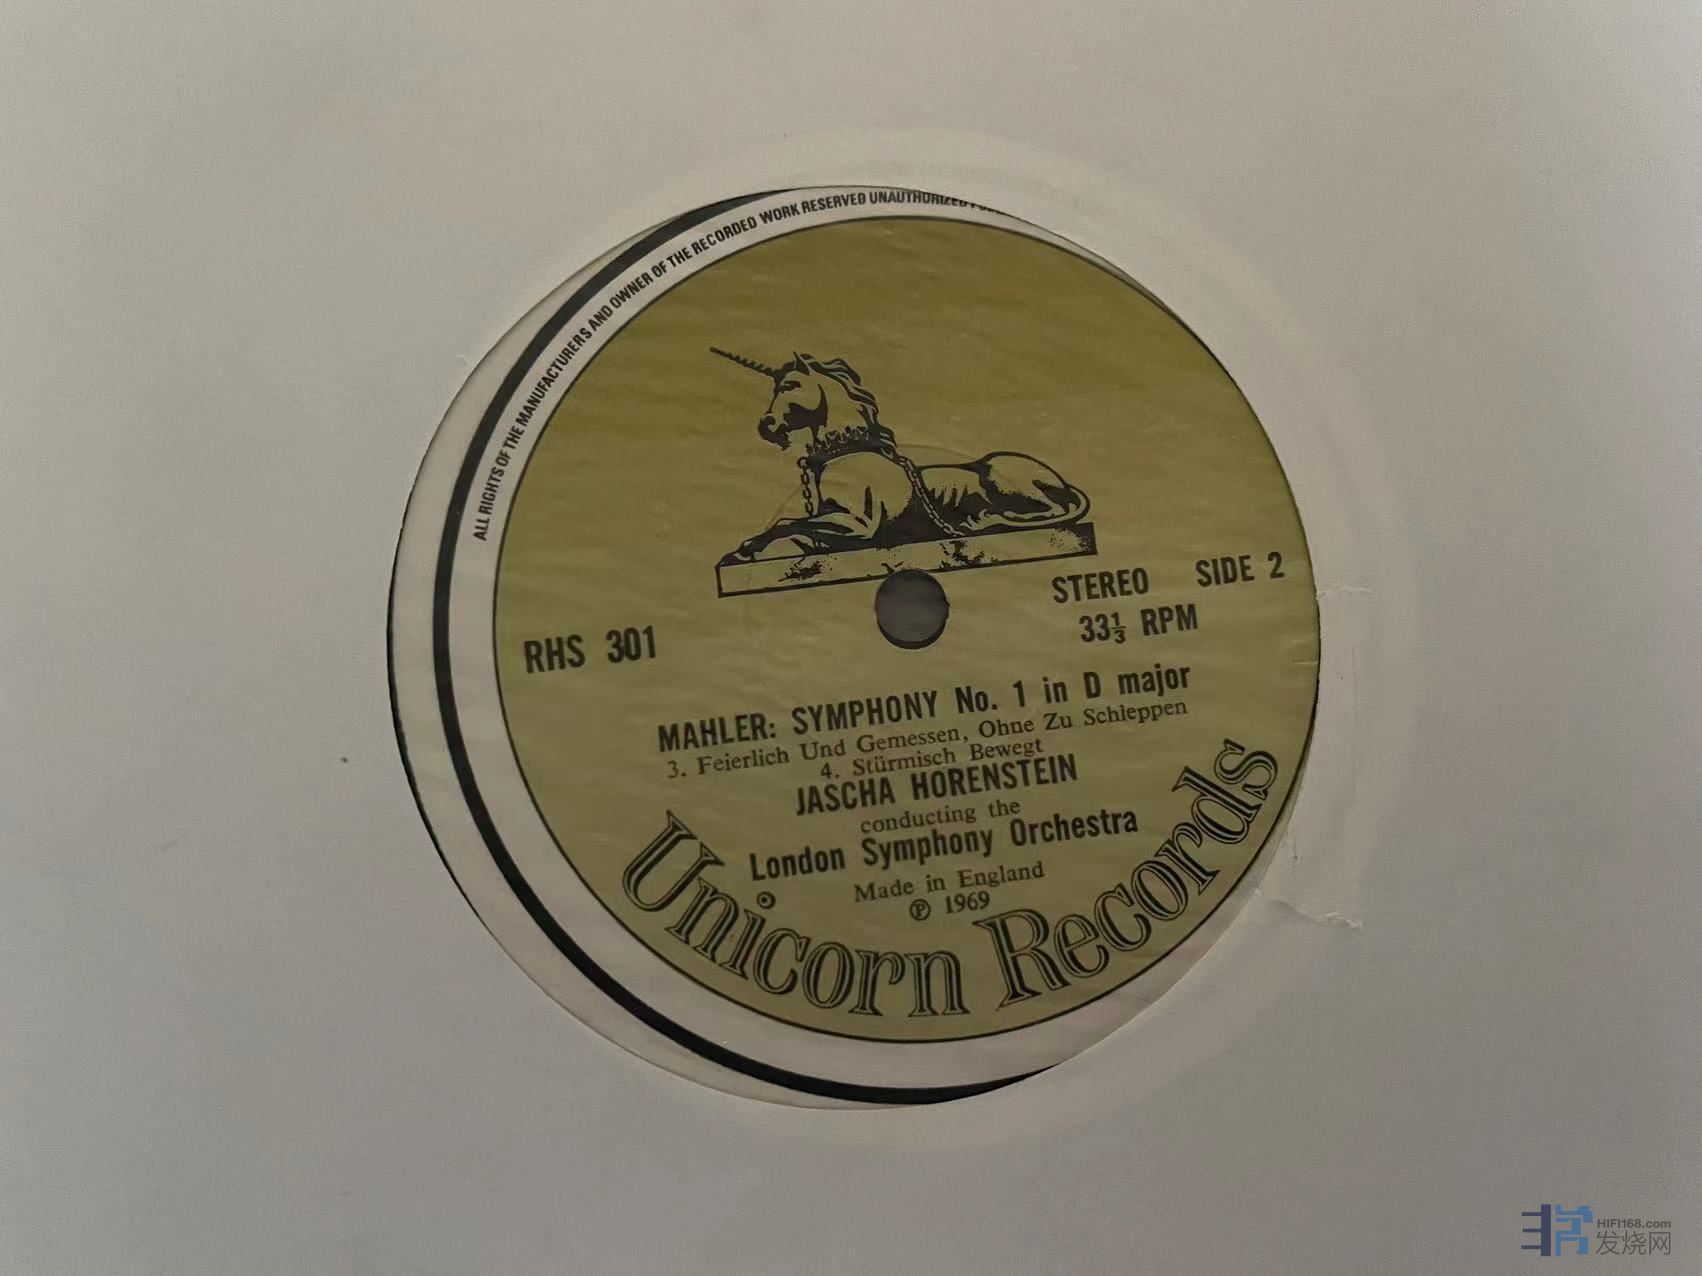 ALL RIGHTS OF THE MANUFACTURERS AND OWNER OF THE RECORDED WORK RESERVED UNAUTHORIZED
STEREO SIDE 2
33⅓ RPM
RHS 301
MAHLER: SYMPHONY No. 1 in D major
3. Feierlich Und Gemessen, Ohne Zu Schleppen
4. Stürmisch Bewegt
JASCHA HORENSTEIN
conducting the
London Symphony Orchestra
Made in England
℗ 1969
Unicorn Records
HIFI168.com
发烧网